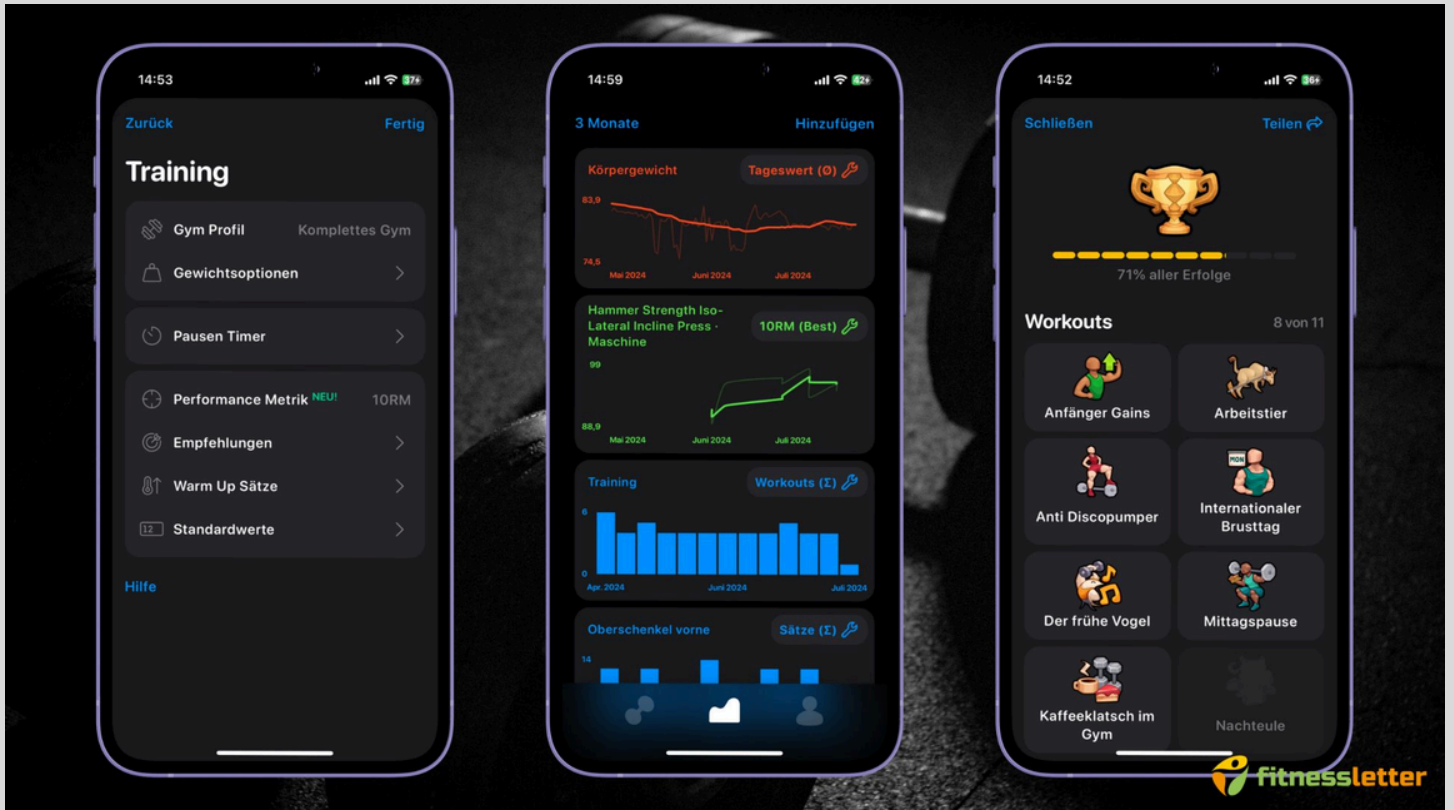 14:53
37
Zurück
Fertig
Training
Gym Profil
Komplettes Gym
Gewichtsoptionen
Pausen Timer
Performance Metrik NEU!
10RM
Empfehlungen
Warm Up Sätze
12
Standardwerte
Hilfe
14:59
42
3 Monate
Hinzufügen
Körpergewicht
Tageswert (Ø)
83,9
74,5
Mai 2024
Juni 2024
Juli 2024
Hammer Strength Iso-
Lateral Incline Press ·
Maschine
10RM (Best)
99
88,9
Mai 2024
Juni 2024
Juli 2024
Training
Workouts (Σ)
6
0
Apr. 2024
Juni 2024
Juli 2024
Oberschenkel vorne
Sätze (Σ)
14
14:52
36
Schließen
Teilen
71% aller Erfolge
Workouts
8 von 11
Anfänger Gains
Arbeitstier
Anti Discopumper
MON
Internationaler
Brusttag
Der frühe Vogel
Mittagspause
Kaffeeklatsch im
Gym
Nachteule
fitnessletter